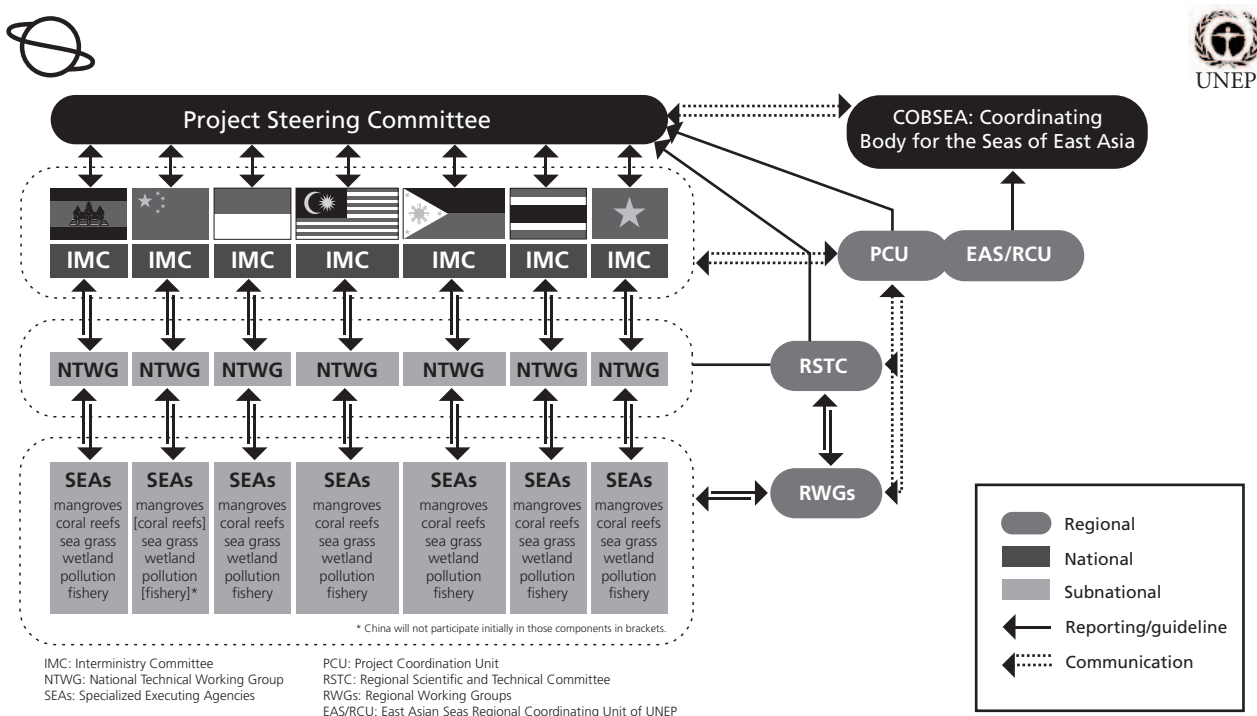 UNEP
Project Steering Committee
COBSEA: Coordinating
Body for the Seas of East Asia
IMC IMC IMC IMC IMC IMC IMC
PCU EAS/RCU
NTWG NTWG NTWG NTWG NTWG NTWG NTWG
RSTC
SEAs SEAs SEAs SEAs SEAs SEAs SEAs
mangroves mangroves mangroves mangroves mangroves mangroves mangroves
coral reefs [coral reefs] coral reefs coral reefs coral reefs coral reefs coral reefs
sea grass sea grass sea grass sea grass sea grass sea grass sea grass
wetland wetland wetland wetland wetland wetland wetland
pollution pollution pollution pollution pollution pollution pollution
fishery [fishery]* fishery fishery fishery fishery fishery
RWGs
* China will not participate initially in those components in brackets.
Regional
National
Subnational
Reporting/guideline
Communication
IMC: Interministry Committee
NTWG: National Technical Working Group
SEAs: Specialized Executing Agencies
PCU: Project Coordination Unit
RSTC: Regional Scientific and Technical Committee
RWGs: Regional Working Groups
EAS/RCU: East Asian Seas Regional Coordinating Unit of UNEP